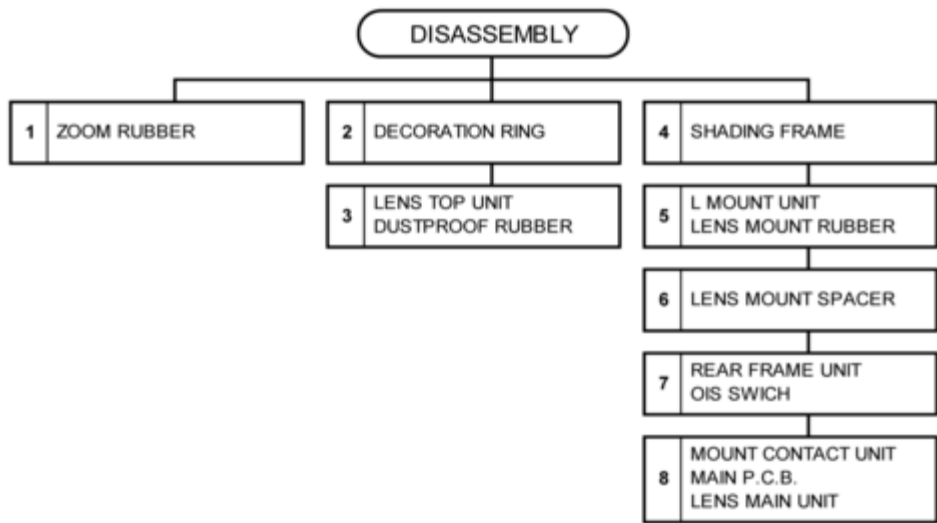 DISASSEMBLY
1 ZOOM RUBBER
2 DECORATION RING
4 SHADING FRAME
3 LENS TOP UNIT
DUSTPROOF RUBBER
5 L MOUNT UNIT
LENS MOUNT RUBBER
6 LENS MOUNT SPACER
7 REAR FRAME UNIT
OIS SWICH
8 MOUNT CONTACT UNIT
MAIN P.C.B.
LENS MAIN UNIT